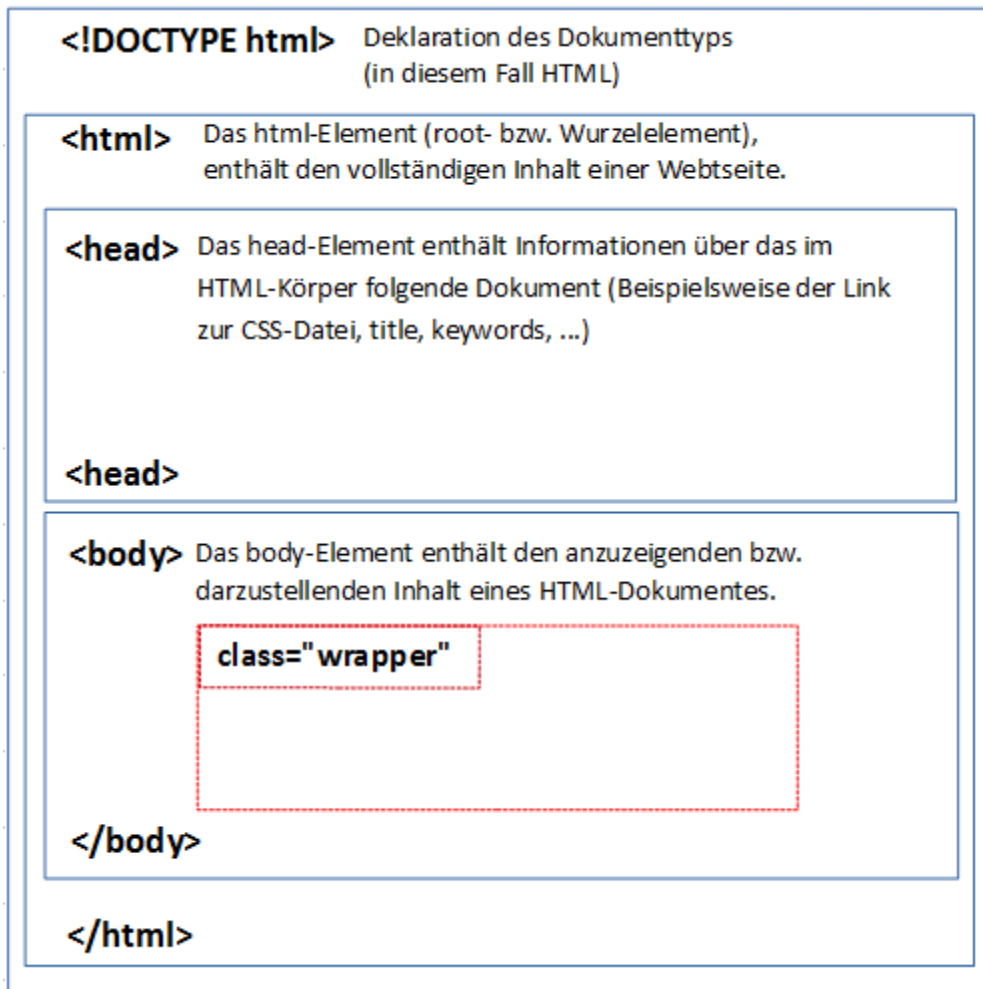 <!DOCTYPE html> Deklaration des Dokumenttyps
(in diesem Fall HTML)
<html> Das html-Element (root- bzw. Wurzelelement),
enthält den vollständigen Inhalt einer Webtseite.
<head> Das head-Element enthält Informationen über das im
HTML-Körper folgende Dokument (Beispielsweise der Link
zur CSS-Datei, title, keywords, ...)
<head>
<body> Das body-Element enthält den anzuzeigenden bzw.
darzustellenden Inhalt eines HTML-Dokumentes.
class="wrapper"
</body>
</html>